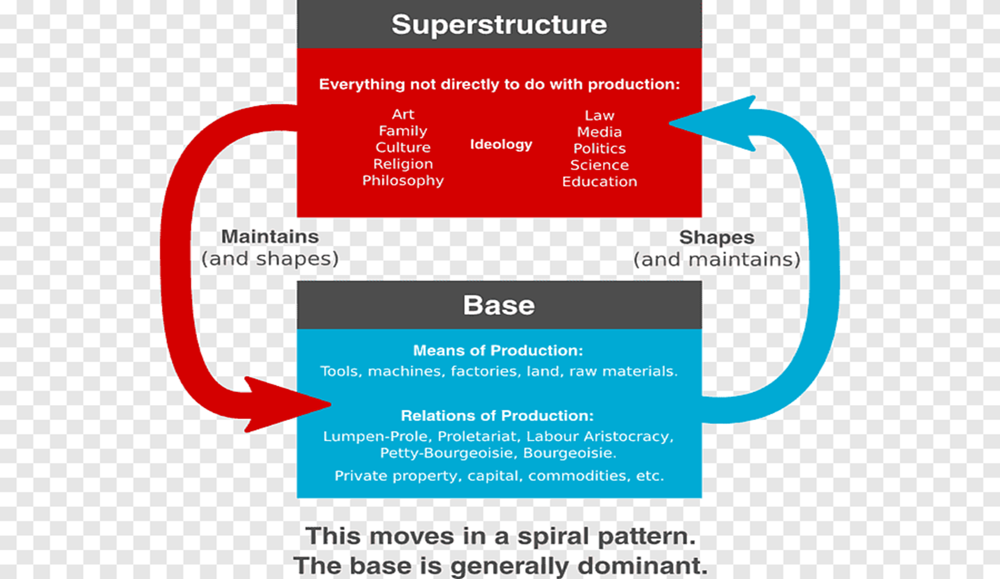 Superstructure
Everything not directly to do with production:
Art
Family
Culture
Religion
Philosophy
Ideology
Law
Media
Politics
Science
Education
Maintains
(and shapes)
Shapes
(and maintains)
Base
Means of Production:
Tools, machines, factories, land, raw materials.
Relations of Production:
Lumpen-Prole, Proletariat, Labour Aristocracy,
Petty-Bourgeoisie, Bourgeoisie.
Private property, capital, commodities, etc.
This moves in a spiral pattern.
The base is generally dominant.